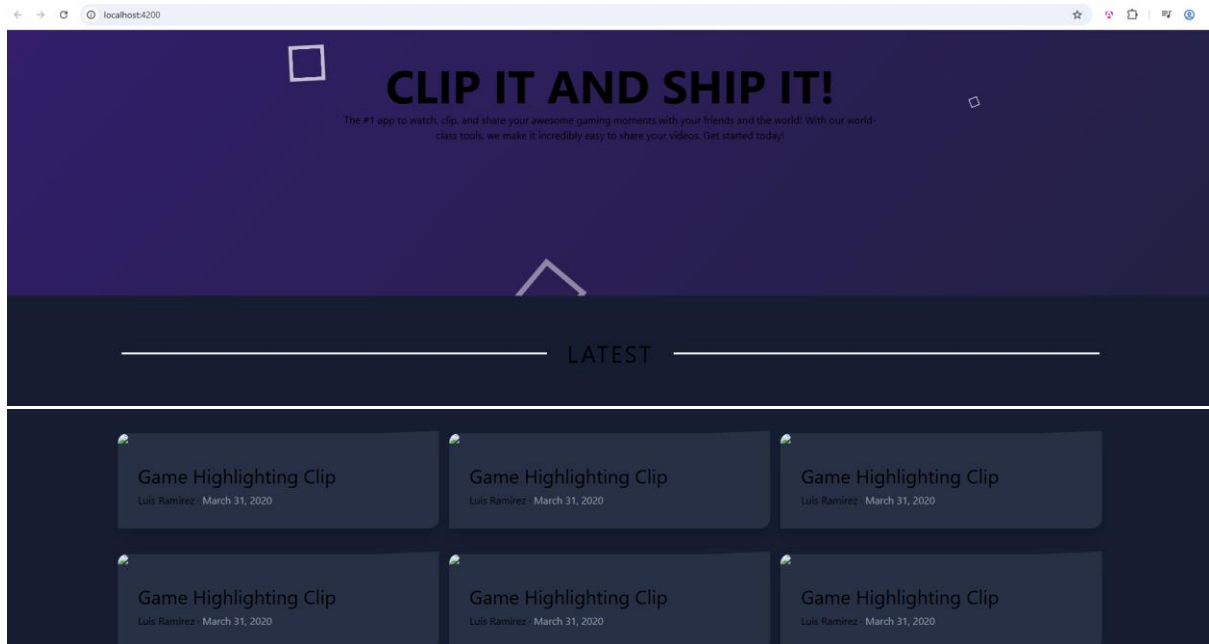 localhost:4200
CLIP IT AND SHIP IT!
The #1 app to watch, clip, and share your awesome gaming moments with your friends and the world! With our world-
class tools, we make it incredibly easy to share your videos. Get started today!
LATEST
Game Highlighting Clip
Luis Ramirez · March 31, 2020
Game Highlighting Clip
Luis Ramirez · March 31, 2020
Game Highlighting Clip
Luis Ramirez · March 31, 2020
Game Highlighting Clip
Luis Ramirez · March 31, 2020
Game Highlighting Clip
Luis Ramirez · March 31, 2020
Game Highlighting Clip
Luis Ramirez · March 31, 2020